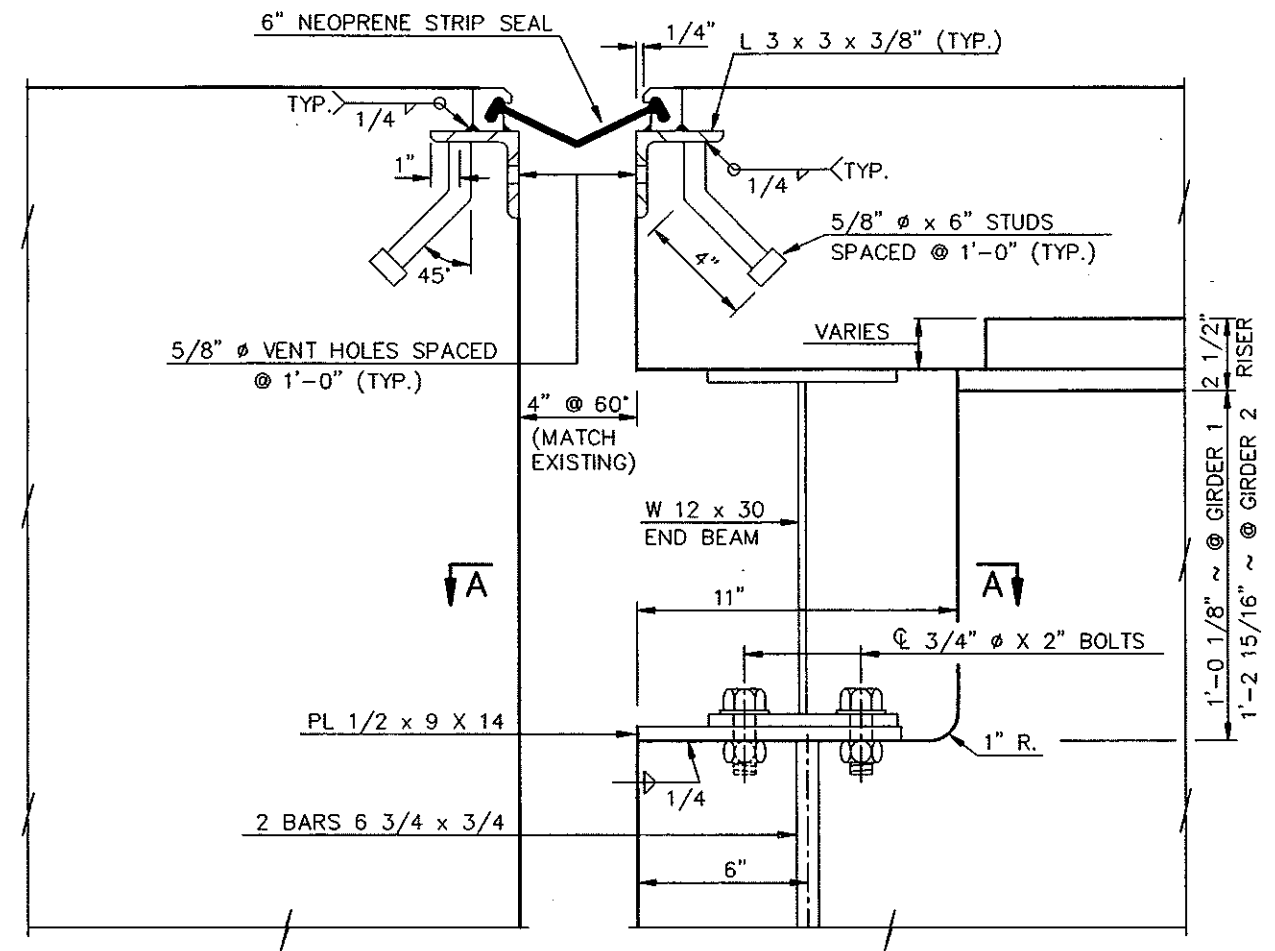 6" NEOPRENE STRIP SEAL
1/4"
L 3 x 3 x 3/8" (TYP.)
TYP.
1/4
1"
1/4
TYP.
5/8" ø x 6" STUDS
SPACED @ 1'-0" (TYP.)
45°
4"
VARIES
2 1/2"
RISER
5/8" ø VENT HOLES SPACED
@ 1'-0" (TYP.)
4" @ 60°
(MATCH
EXISTING)
W 12 x 30
END BEAM
1'-0 1/8" ~ @ GIRDER 1
1'-2 15/16" ~ @ GIRDER 2
A
A
11"
℄ 3/4" ø X 2" BOLTS
PL 1/2 x 9 X 14
1" R.
1/4
2 BARS 6 3/4 x 3/4
6"